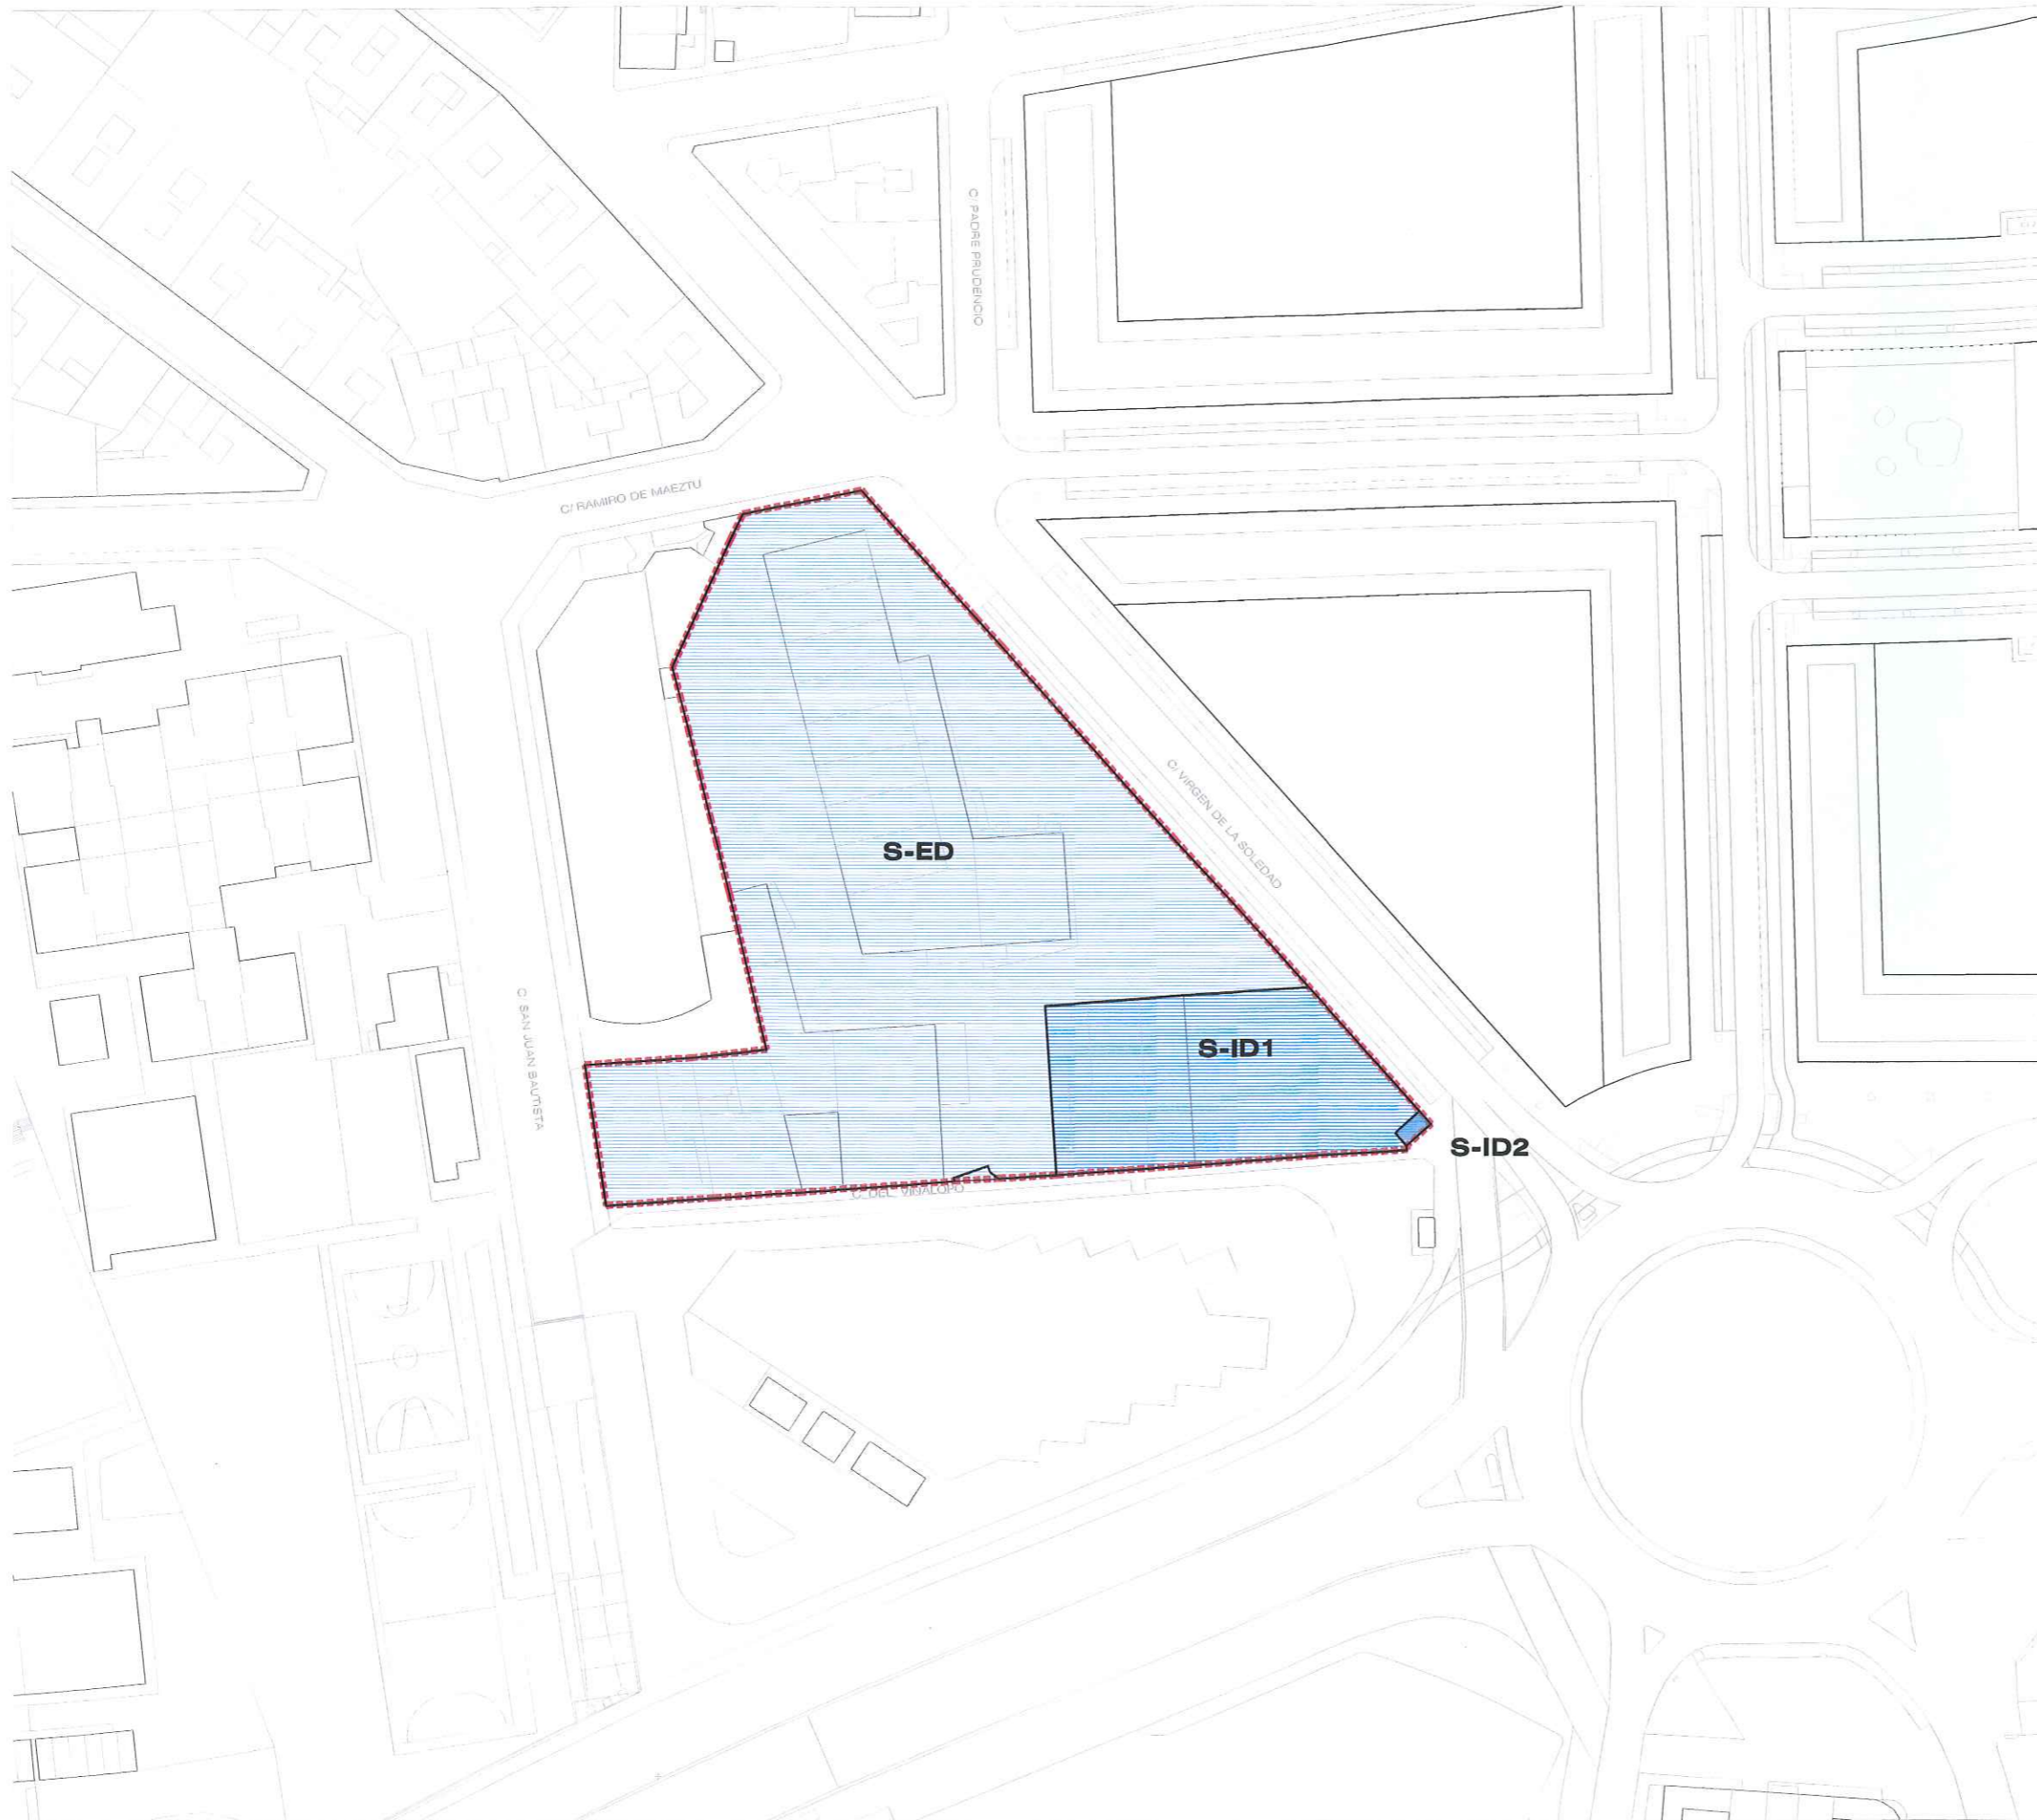 C/ PADRE PRUDENCIO
C/ RAMIRO DE MAEZTU
C/ VIRGEN DE LA SOLEDAD
S-ED
C/ SAN JUAN BAUTISTA
S-ID1
S-ID2
C/ DEL VINALOPO